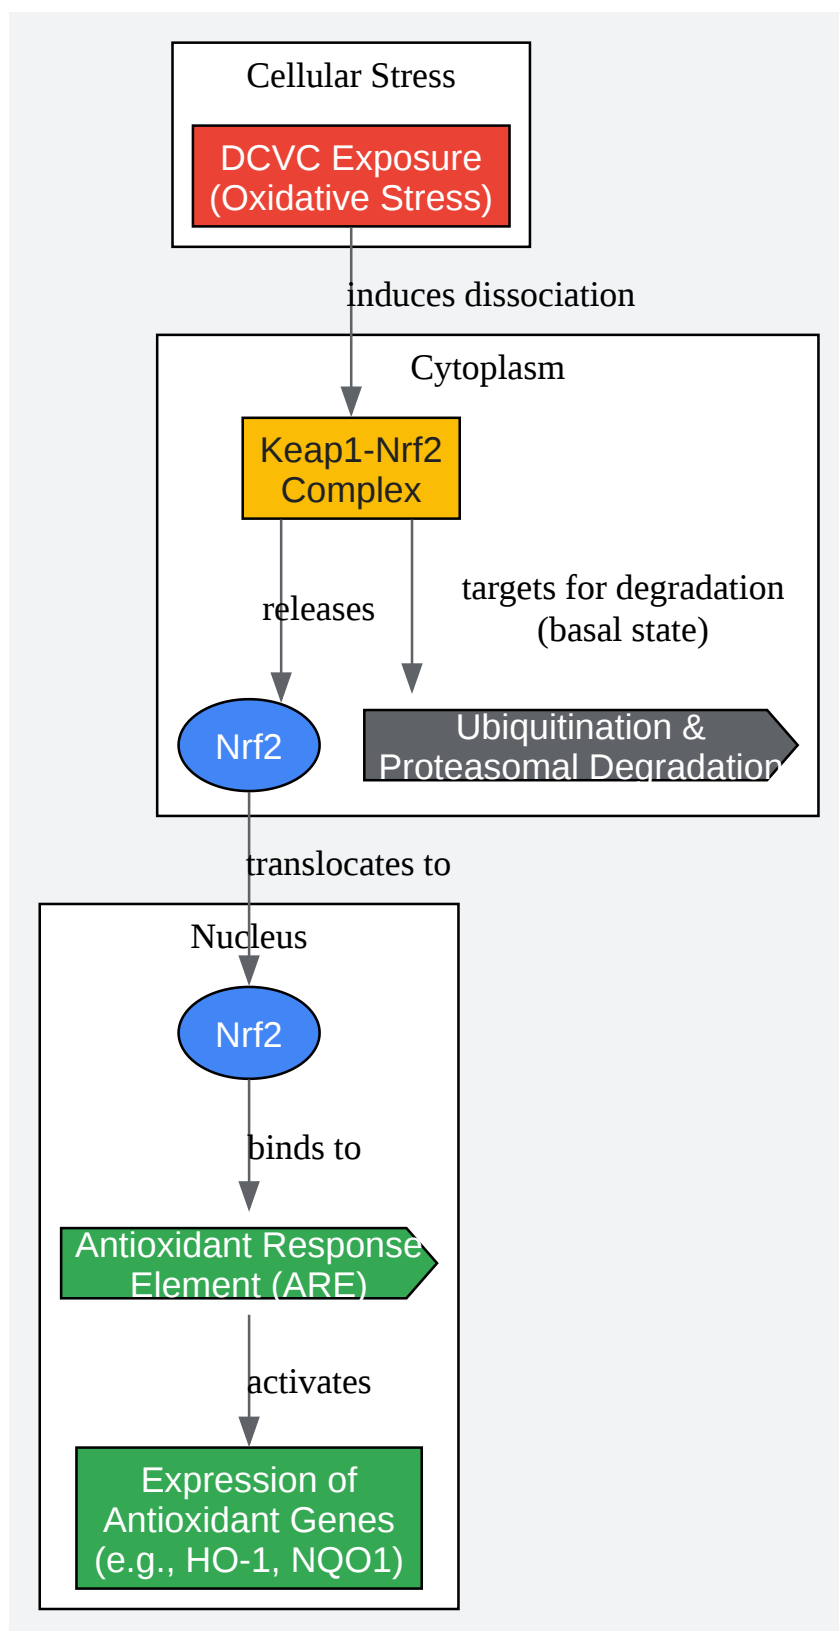 Cellular Stress
DCVC Exposure
(Oxidative Stress)
induces dissociation
Cytoplasm
Keap1-Nrf2
Complex
releases
targets for degradation
(basal state)
Nrf2
Ubiquitination &
Proteasomal Degradation
translocates to
Nucleus
Nrf2
binds to
Antioxidant Response
Element (ARE)
activates
Expression of
Antioxidant Genes
(e.g., HO-1, NQO1)